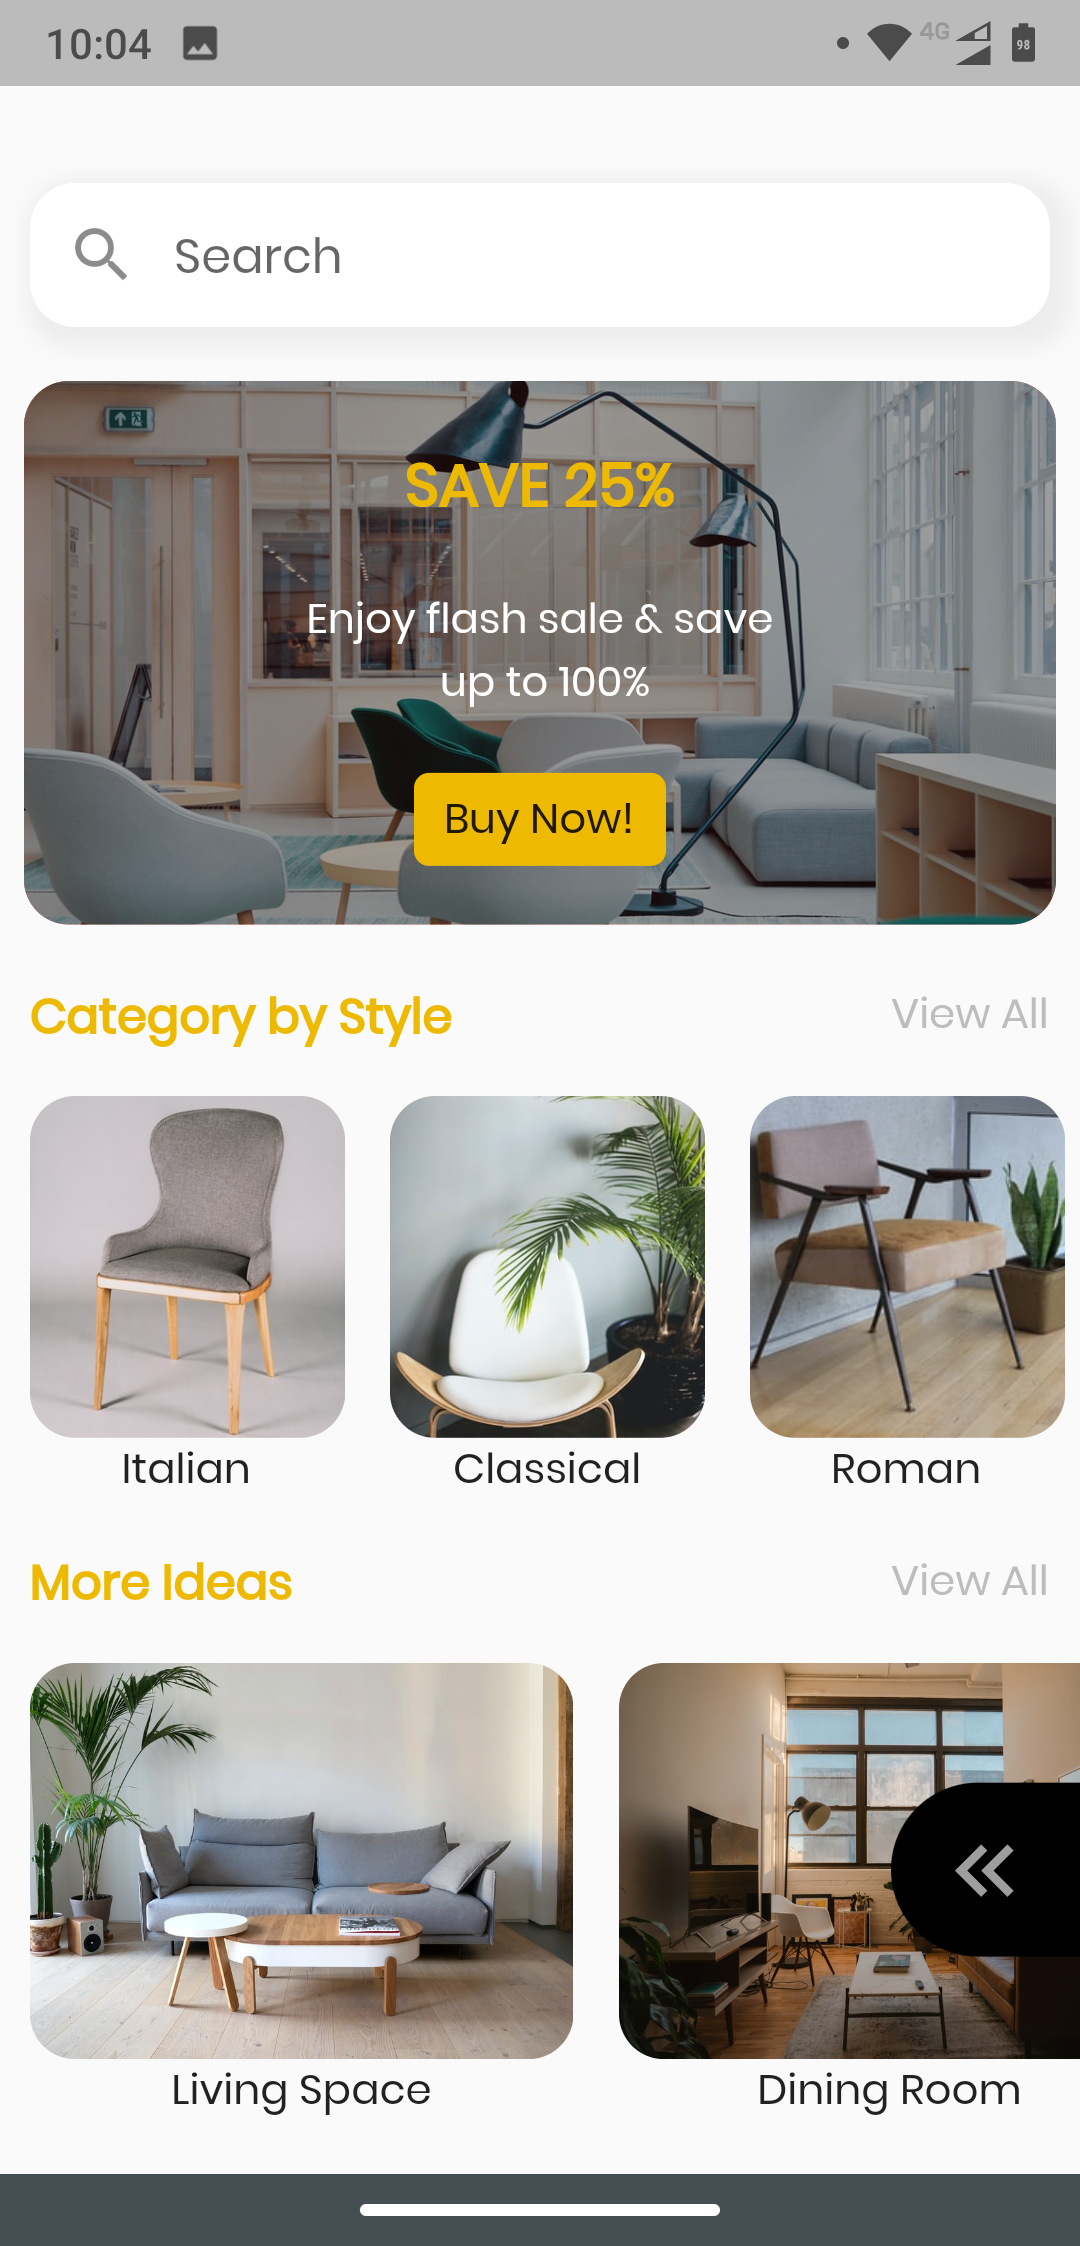 10:04
4G
98
Search
SAVE 25%
Enjoy flash sale & save
up to 100%
Buy Now!
Category by Style
View All
Italian
Classical
Roman
More Ideas
View All
Living Space
Dining Room